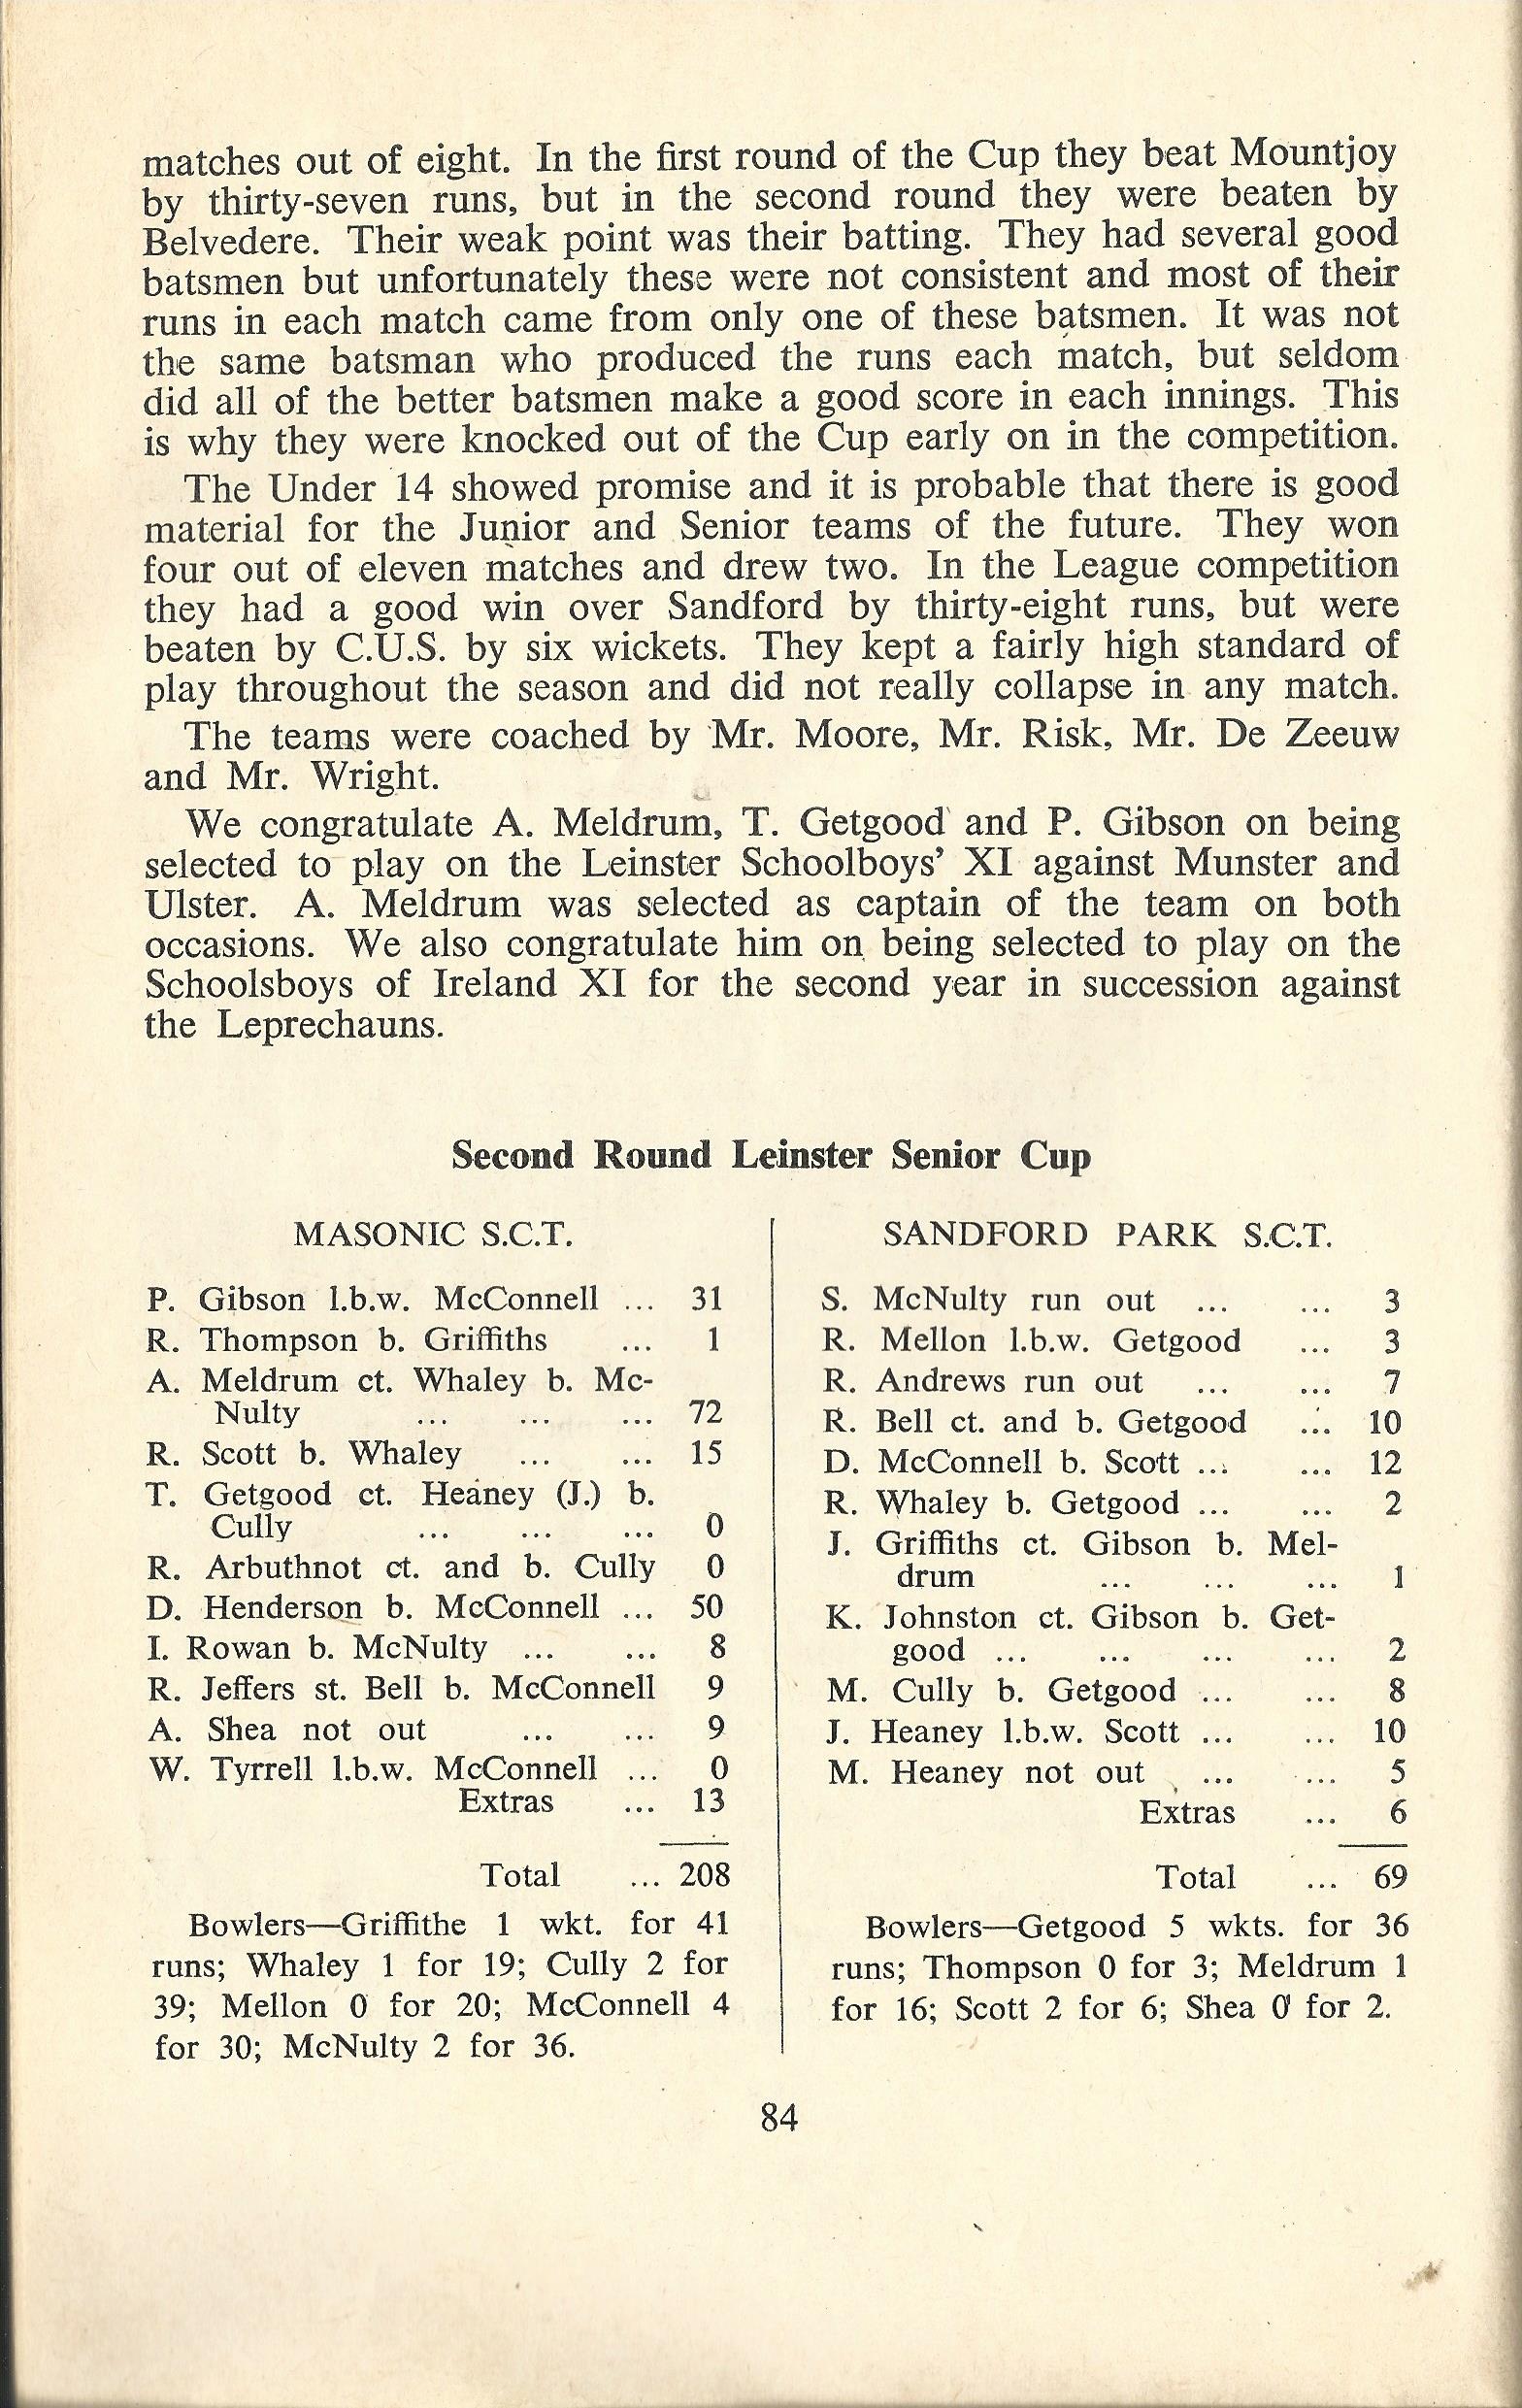 matches out of eight. In the first round of the Cup they beat Mountjoy
by thirty-seven runs, but in the second round they were beaten by
Belvedere. Their weak point was their batting. They had several good
batsmen but unfortunately these were not consistent and most of their
runs in each match came from only one of these batsmen. It was not
the same batsman who produced the runs each match, but seldom
did all of the better batsmen make a good score in each innings. This
is why they were knocked out of the Cup early on in the competition.
The Under 14 showed promise and it is probable that there is good
material for the Junior and Senior teams of the future. They won
four out of eleven matches and drew two. In the League competition
they had a good win over Sandford by thirty-eight runs, but were
beaten by C.U.S. by six wickets. They kept a fairly high standard of
play throughout the season and did not really collapse in any match.
The teams were coached by Mr. Moore, Mr. Risk, Mr. De Zeeuw
and Mr. Wright.
We congratulate A. Meldrum, T. Getgood and P. Gibson on being
selected to play on the Leinster Schoolboys' XI against Munster and
Ulster. A. Meldrum was selected as captain of the team on both
occasions. We also congratulate him on being selected to play on the
Schoolsboys of Ireland XI for the second year in succession against
the Leprechauns.
Second Round Leinster Senior Cup
MASONIC S.C.T.
P. Gibson l.b.w. McConnell ... 31
R. Thompson b. Griffiths ... 1
A. Meldrum ct. Whaley b. Mc-
Nulty ... ... ... 72
R. Scott b. Whaley ... ... 15
T. Getgood ct. Heaney (J.) b.
Cully ... ... ... 0
R. Arbuthnot ct. and b. Cully 0
D. Henderson b. McConnell ... 50
I. Rowan b. McNulty ... ... 8
R. Jeffers st. Bell b. McConnell 9
A. Shea not out ... ... 9
W. Tyrrell l.b.w. McConnell ... 0
Extras ... 13
Total ... 208
Bowlers—Griffithe 1 wkt. for 41
runs; Whaley 1 for 19; Cully 2 for
39; Mellon 0 for 20; McConnell 4
for 30; McNulty 2 for 36.
SANDFORD PARK S.C.T.
S. McNulty run out ... ... 3
R. Mellon l.b.w. Getgood ... 3
R. Andrews run out ... ... 7
R. Bell ct. and b. Getgood ... 10
D. McConnell b. Scott ... ... 12
R. Whaley b. Getgood ... ... 2
J. Griffiths ct. Gibson b. Mel-
drum ... ... ... 1
K. Johnston ct. Gibson b. Get-
good ... ... ... ... 2
M. Cully b. Getgood ... ... 8
J. Heaney l.b.w. Scott ... ... 10
M. Heaney not out ... ... 5
Extras ... 6
Total ... 69
Bowlers—Getgood 5 wkts. for 36
runs; Thompson 0 for 3; Meldrum 1
for 16; Scott 2 for 6; Shea 0 for 2.
84